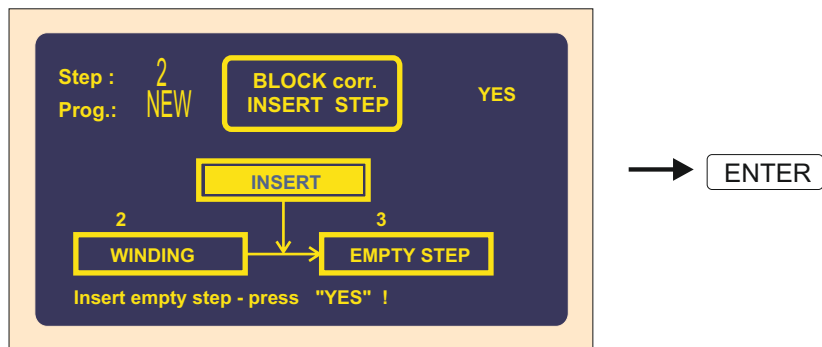 Step : 2 BLOCK corr. YES
Prog.: NEW INSERT STEP
INSERT
2 3
WINDING EMPTY STEP
Insert empty step - press "YES" !
ENTER